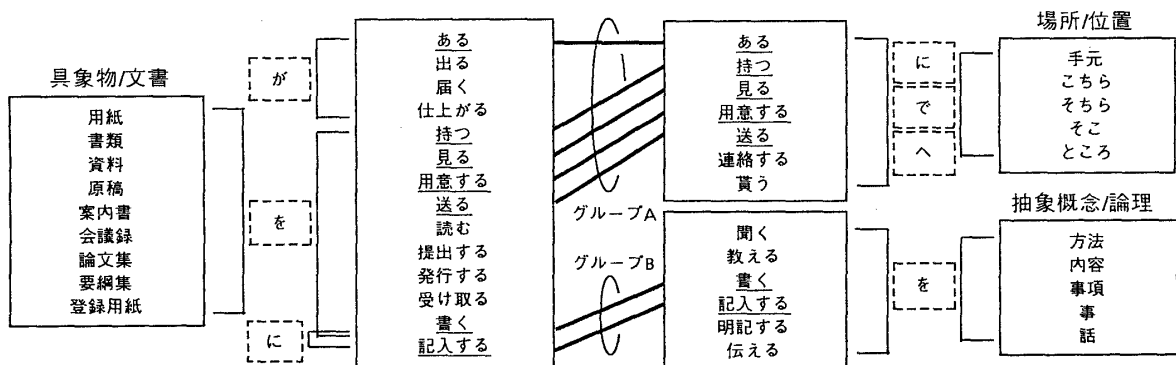 具象物/文書
用紙
書類
資料
原稿
案内書
会議録
論文集
要綱集
登録用紙
が
を
に
ある
出る
届く
仕上がる
持つ
見る
用意する
送る
読む
提出する
発行する
受け取る
書く
記入する
グループA
グループB
ある
持つ
見る
用意する
送る
連絡する
貰う
聞く
教える
書く
記入する
明記する
伝える
に
で
へ
を
場所/位置
手元
こちら
そちら
そこ
ところ
抽象概念/論理
方法
内容
事項
事
話